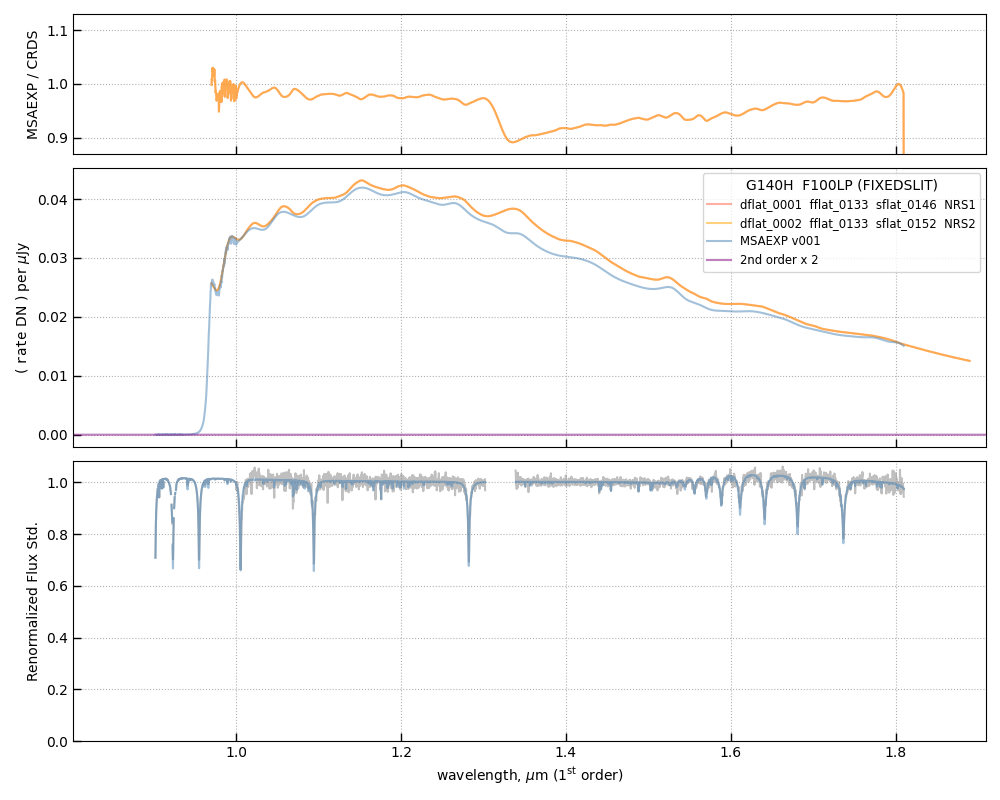 MSAEXP / CRDS
1.1
1.0
0.9
( rate DN ) per μJy
0.04
0.03
0.02
0.01
0.00
G140H  F100LP (FIXEDSLIT)
dflat_0001  fflat_0133  sflat_0146  NRS1
dflat_0002  fflat_0133  sflat_0152  NRS2
MSAEXP v001
2nd order x 2
Renormalized Flux Std.
1.0
0.8
0.6
0.4
0.2
0.0
1.0 1.2 1.4 1.6 1.8
wavelength, μm (1st order)